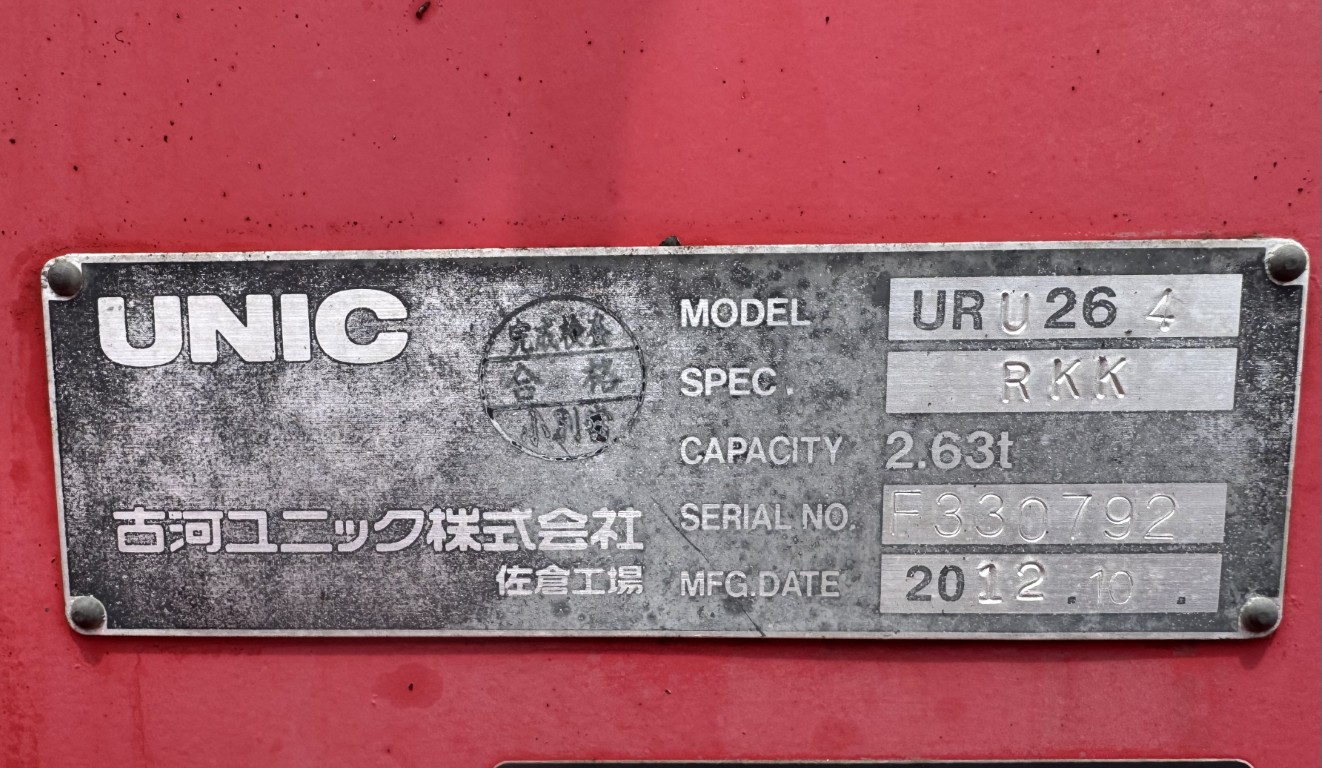 UNIC
完成検査
合格
MODEL URU264
SPEC. RKK
CAPACITY 2.63t
SERIAL NO. F330792
MFG.DATE 2012.10.
古河ユニック株式会社
佐倉工場